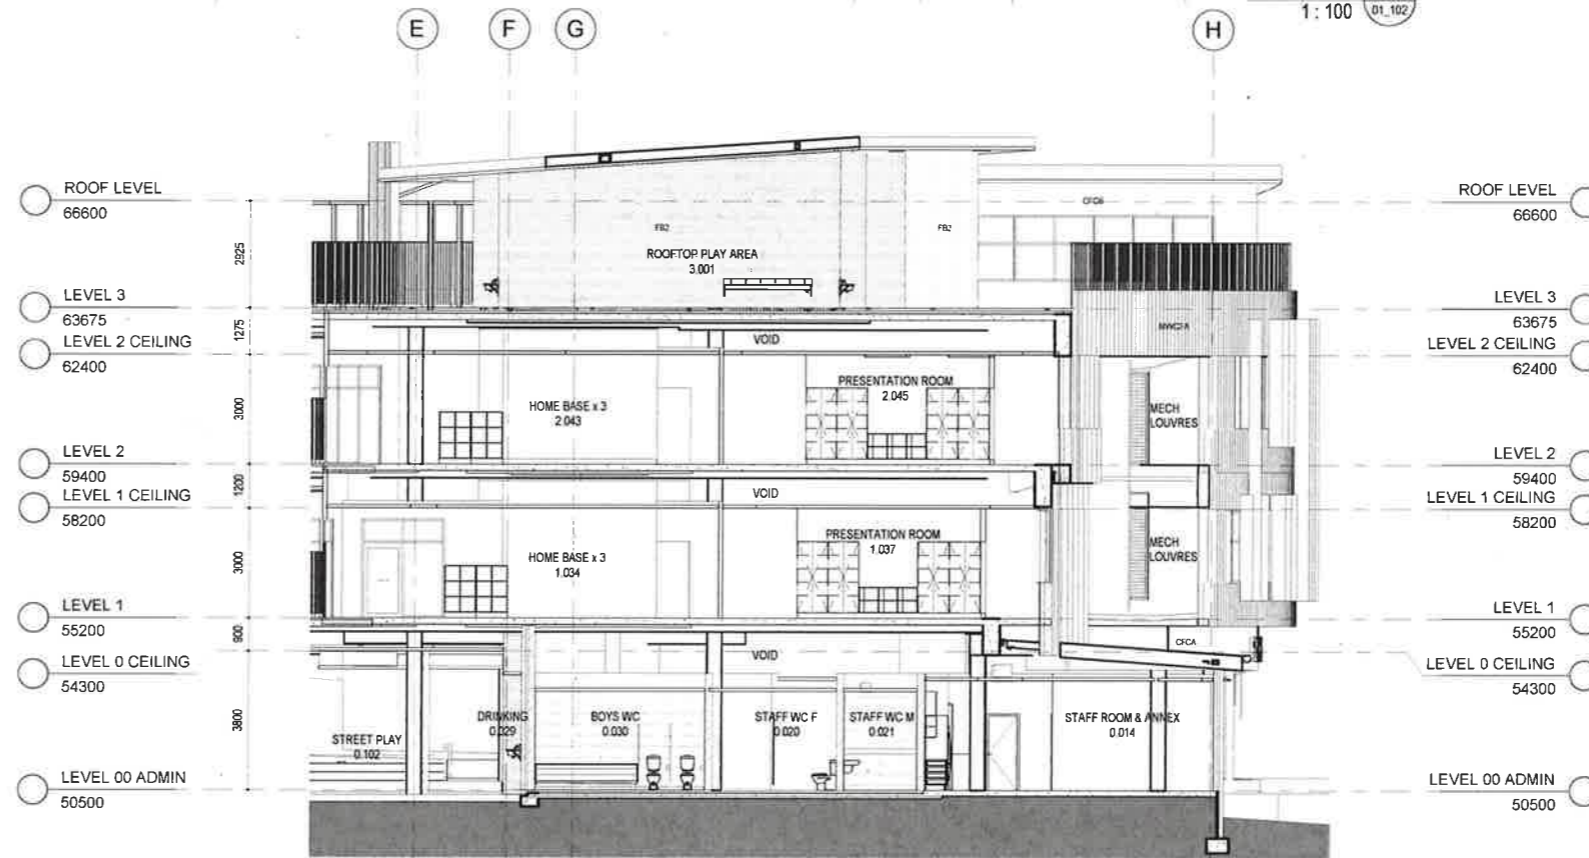 1 : 100
01_102
E
F
G
H
ROOF LEVEL
66600
ROOF LEVEL
66600
CFC6
FB2
FB2
ROOFTOP PLAY AREA
3.001
2925
LEVEL 3
63675
LEVEL 3
63675
1275
VOID
LEVEL 2 CEILING
62400
LEVEL 2 CEILING
62400
PRESENTATION ROOM
2.045
HOME BASE x 3
2.043
MECH
LOUVRES
3000
LEVEL 2
59400
LEVEL 2
59400
1200
VOID
LEVEL 1 CEILING
58200
LEVEL 1 CEILING
58200
PRESENTATION ROOM
1.037
HOME BASE x 3
1.034
MECH
LOUVRES
3000
LEVEL 1
55200
LEVEL 1
55200
900
VOID
CFCA
LEVEL 0 CEILING
54300
LEVEL 0 CEILING
54300
3800
STREET PLAY
0.102
DRINKING
0.029
BOYS WC
0.030
STAFF WC F
0.020
STAFF WC M
0.021
STAFF ROOM & ANNEX
0.014
LEVEL 00 ADMIN
50500
LEVEL 00 ADMIN
50500